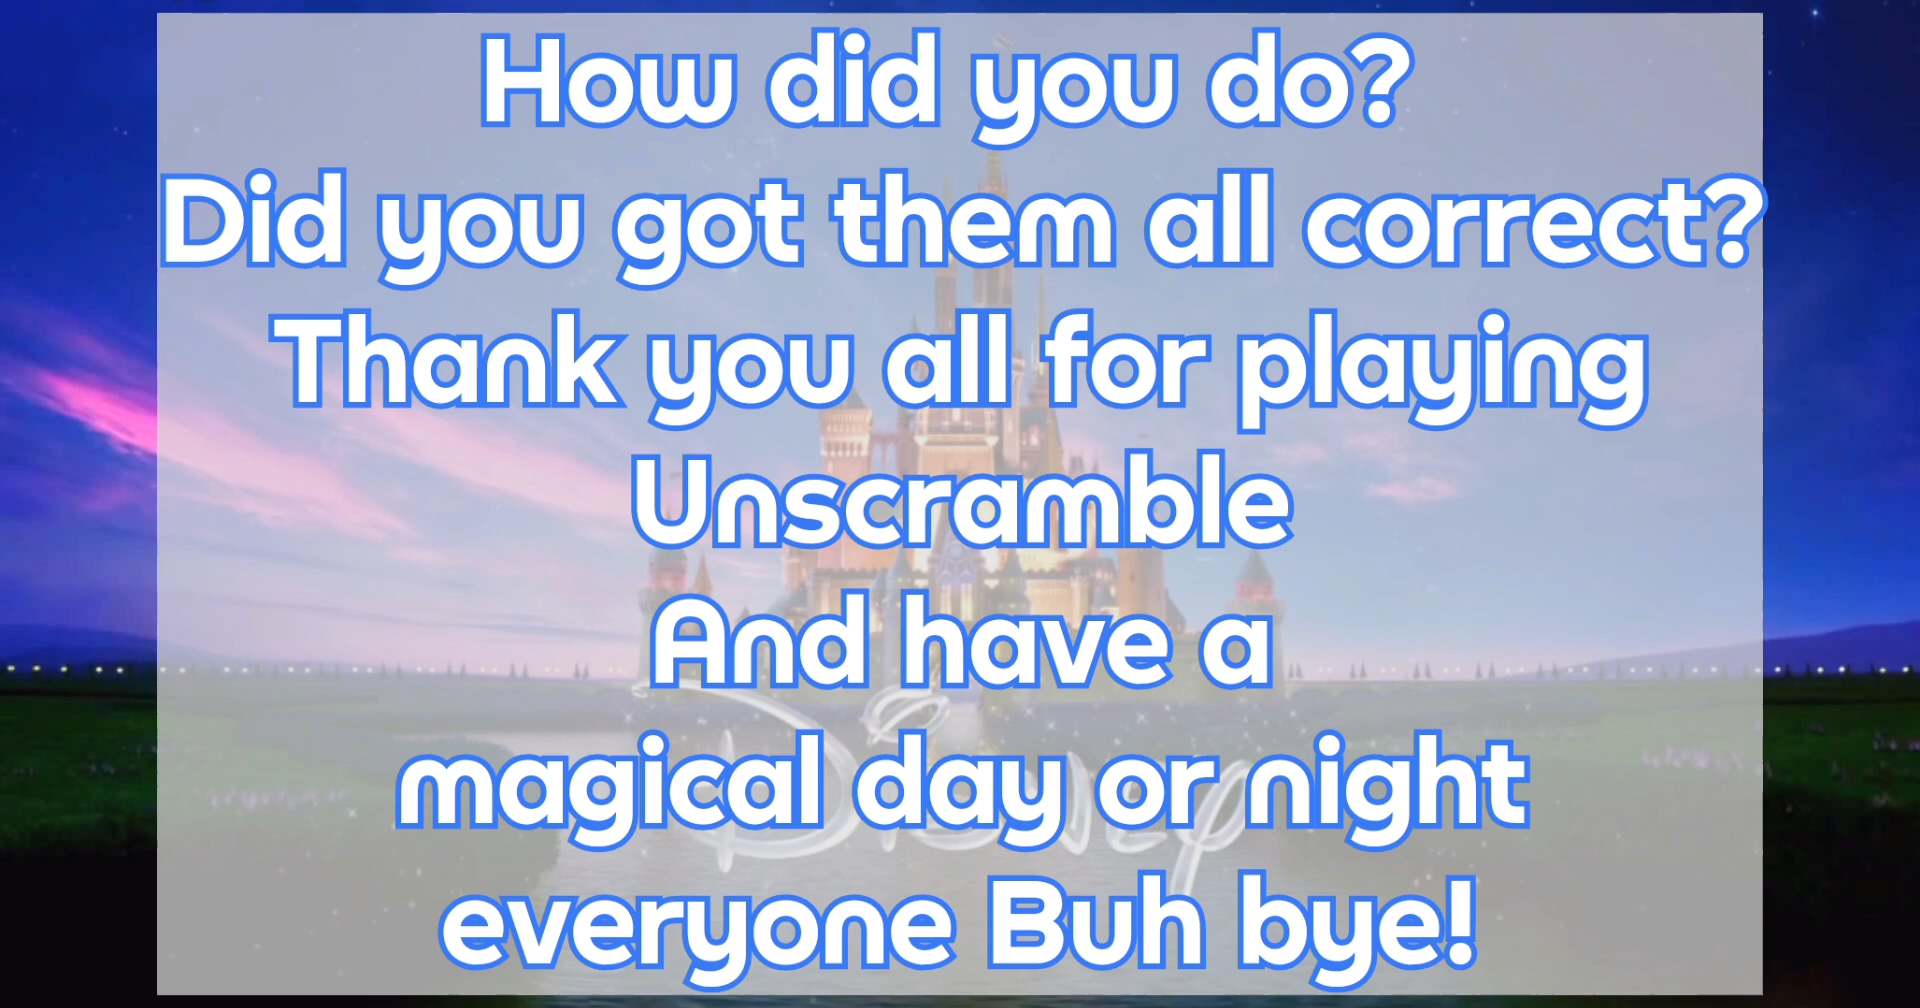 How did you do?
Did you got them all correct?
Thank you all for playing
Unscramble
And have a
magical day or night
everyone Buh bye!
Disney